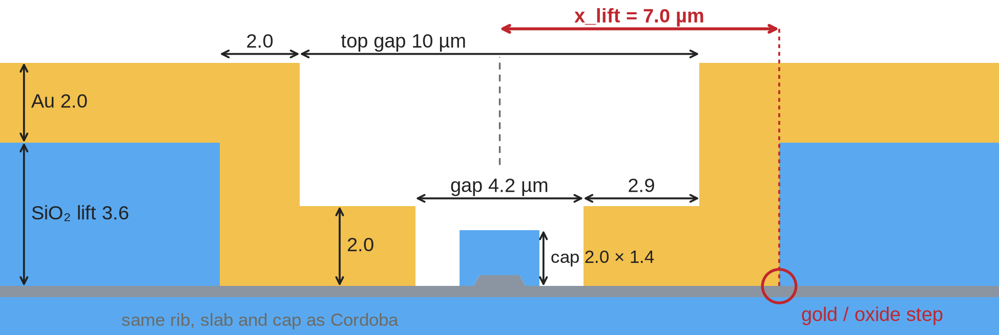 x_lift = 7.0 µm
2.0
top gap 10 µm
Au 2.0
gap 4.2 µm
2.9
SiO₂ lift 3.6
2.0
cap 2.0 × 1.4
same rib, slab and cap as Cordoba
gold / oxide step